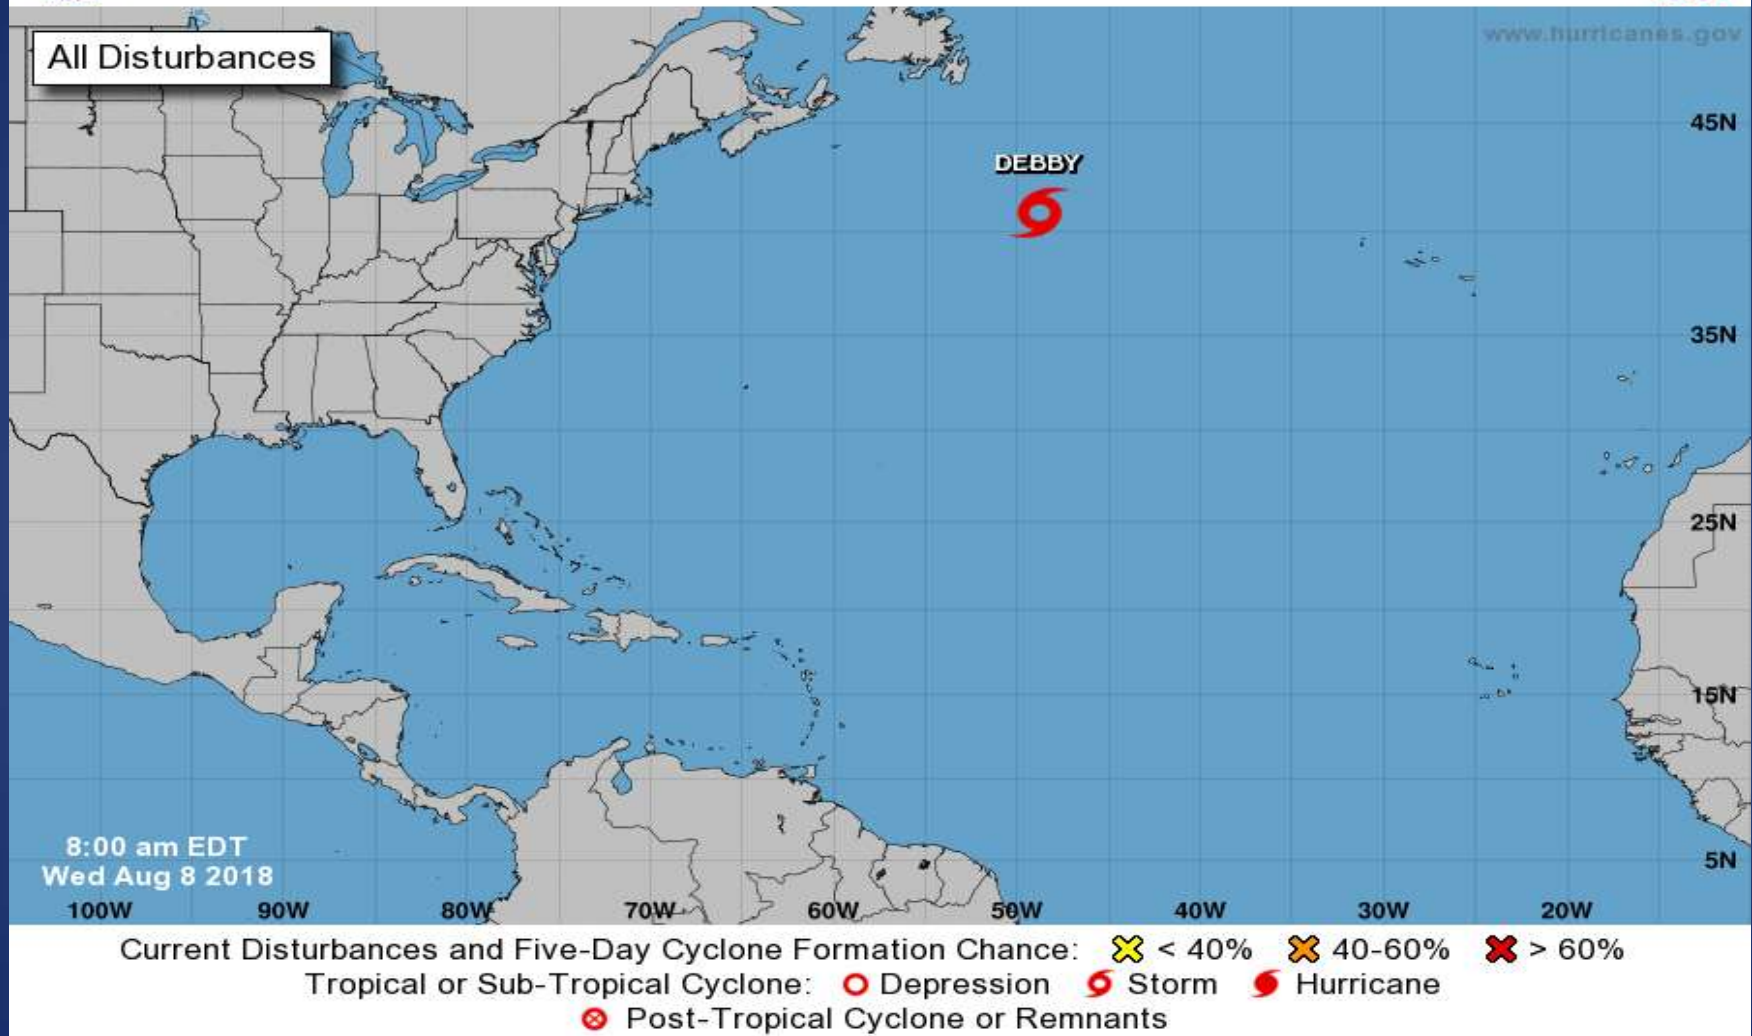 All Disturbances
www.hurricanes.gov
45N
DEBBY
35N
25N
15N
8:00 am EDT
Wed Aug 8 2018
5N
100W 90W 80W 70W 60W 50W 40W 30W 20W
Current Disturbances and Five-Day Cyclone Formation Chance: < 40% 40-60% > 60%
Tropical or Sub-Tropical Cyclone: Depression Storm Hurricane
Post-Tropical Cyclone or Remnants